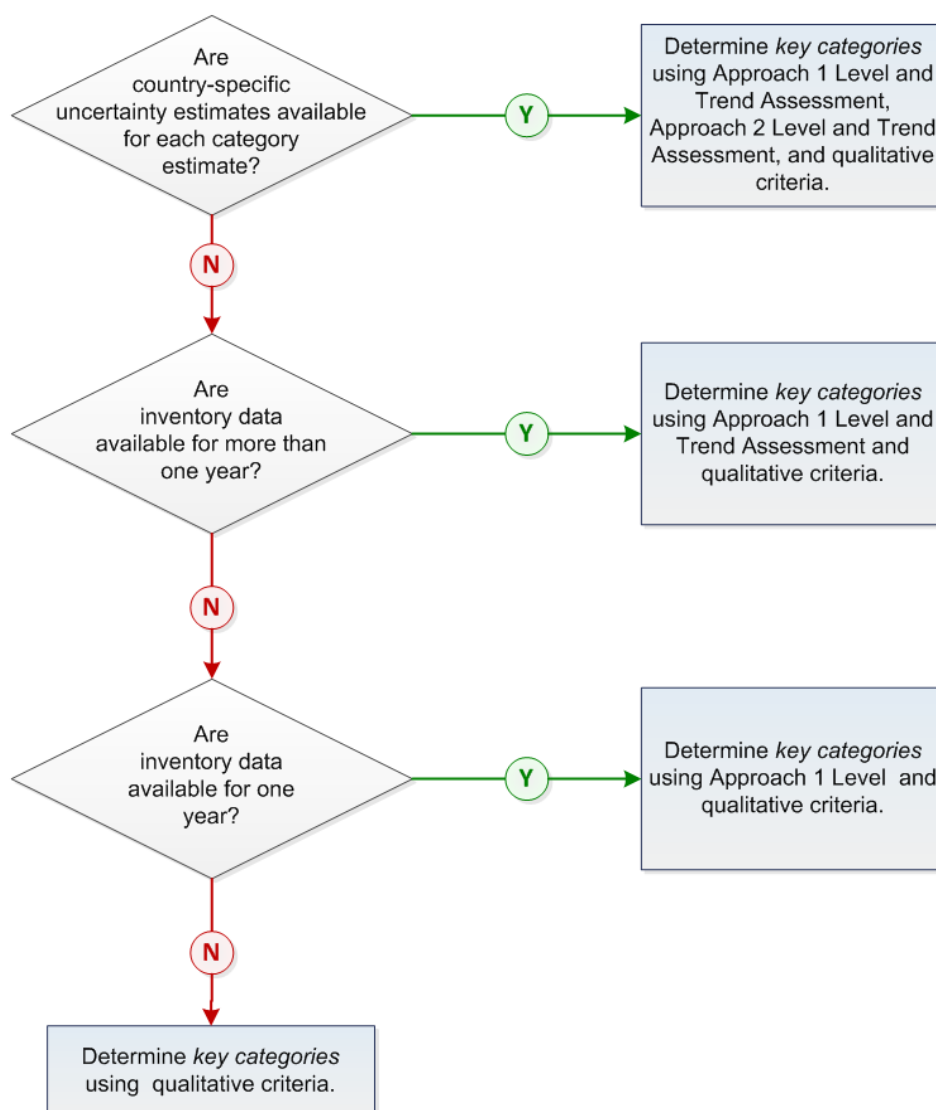 Are
country-specific
uncertainty estimates available
for each category
estimate?
Y
Determine key categories
using Approach 1 Level and
Trend Assessment,
Approach 2 Level and Trend
Assessment, and qualitative
criteria.
N
Are
inventory data
available for more than
one year?
Y
Determine key categories
using Approach 1 Level and
Trend Assessment and
qualitative criteria.
N
Are
inventory data
available for one
year?
Y
Determine key categories
using Approach 1 Level  and
qualitative criteria.
N
Determine key categories
using  qualitative criteria.